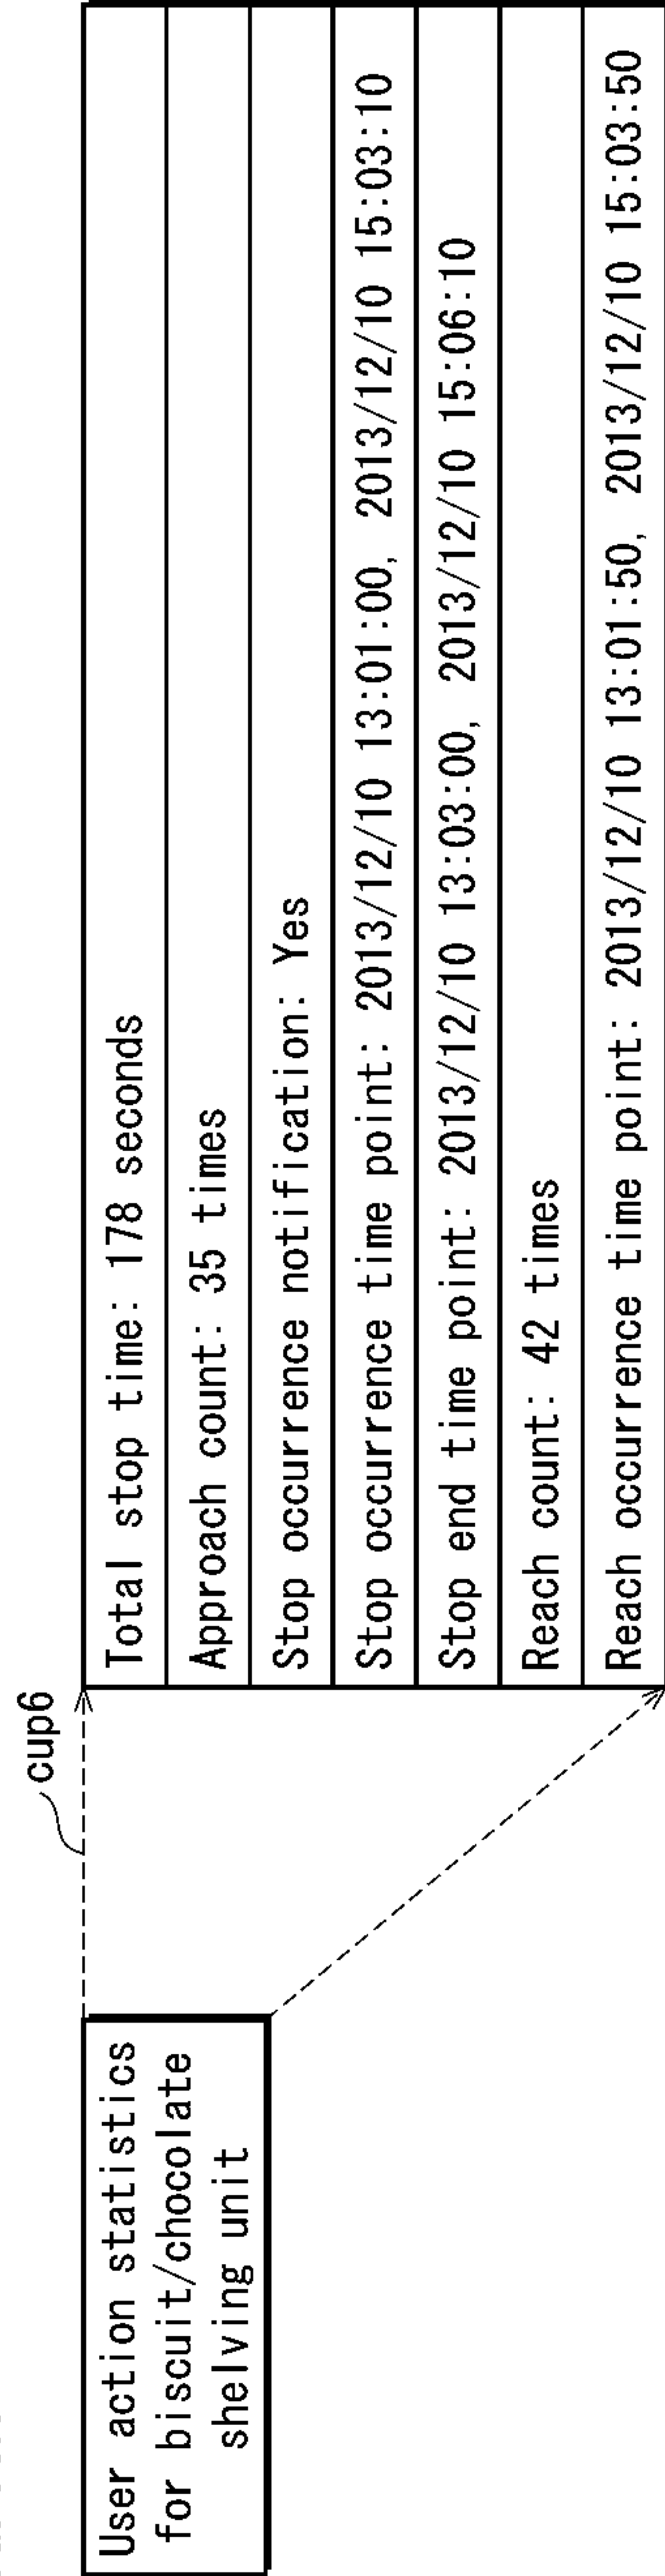 cup6
User action statistics
for biscuit/chocolate
shelving unit
Total stop time: 178 seconds
Approach count: 35 times
Stop occurrence notification: Yes
Stop occurrence time point: 2013/12/10 13:01:00, 2013/12/10 15:03:10
Stop end time point: 2013/12/10 13:03:00, 2013/12/10 15:06:10
Reach count: 42 times
Reach occurrence time point: 2013/12/10 13:01:50, 2013/12/10 15:03:50